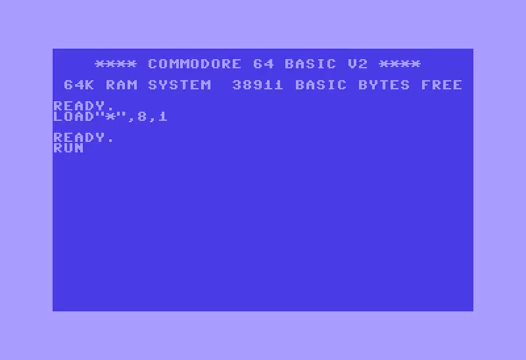 **** COMMODORE 64 BASIC V2 ****
64K RAM SYSTEM  38911 BASIC BYTES FREE
READY.
LOAD"*",8,1
READY.
RUN